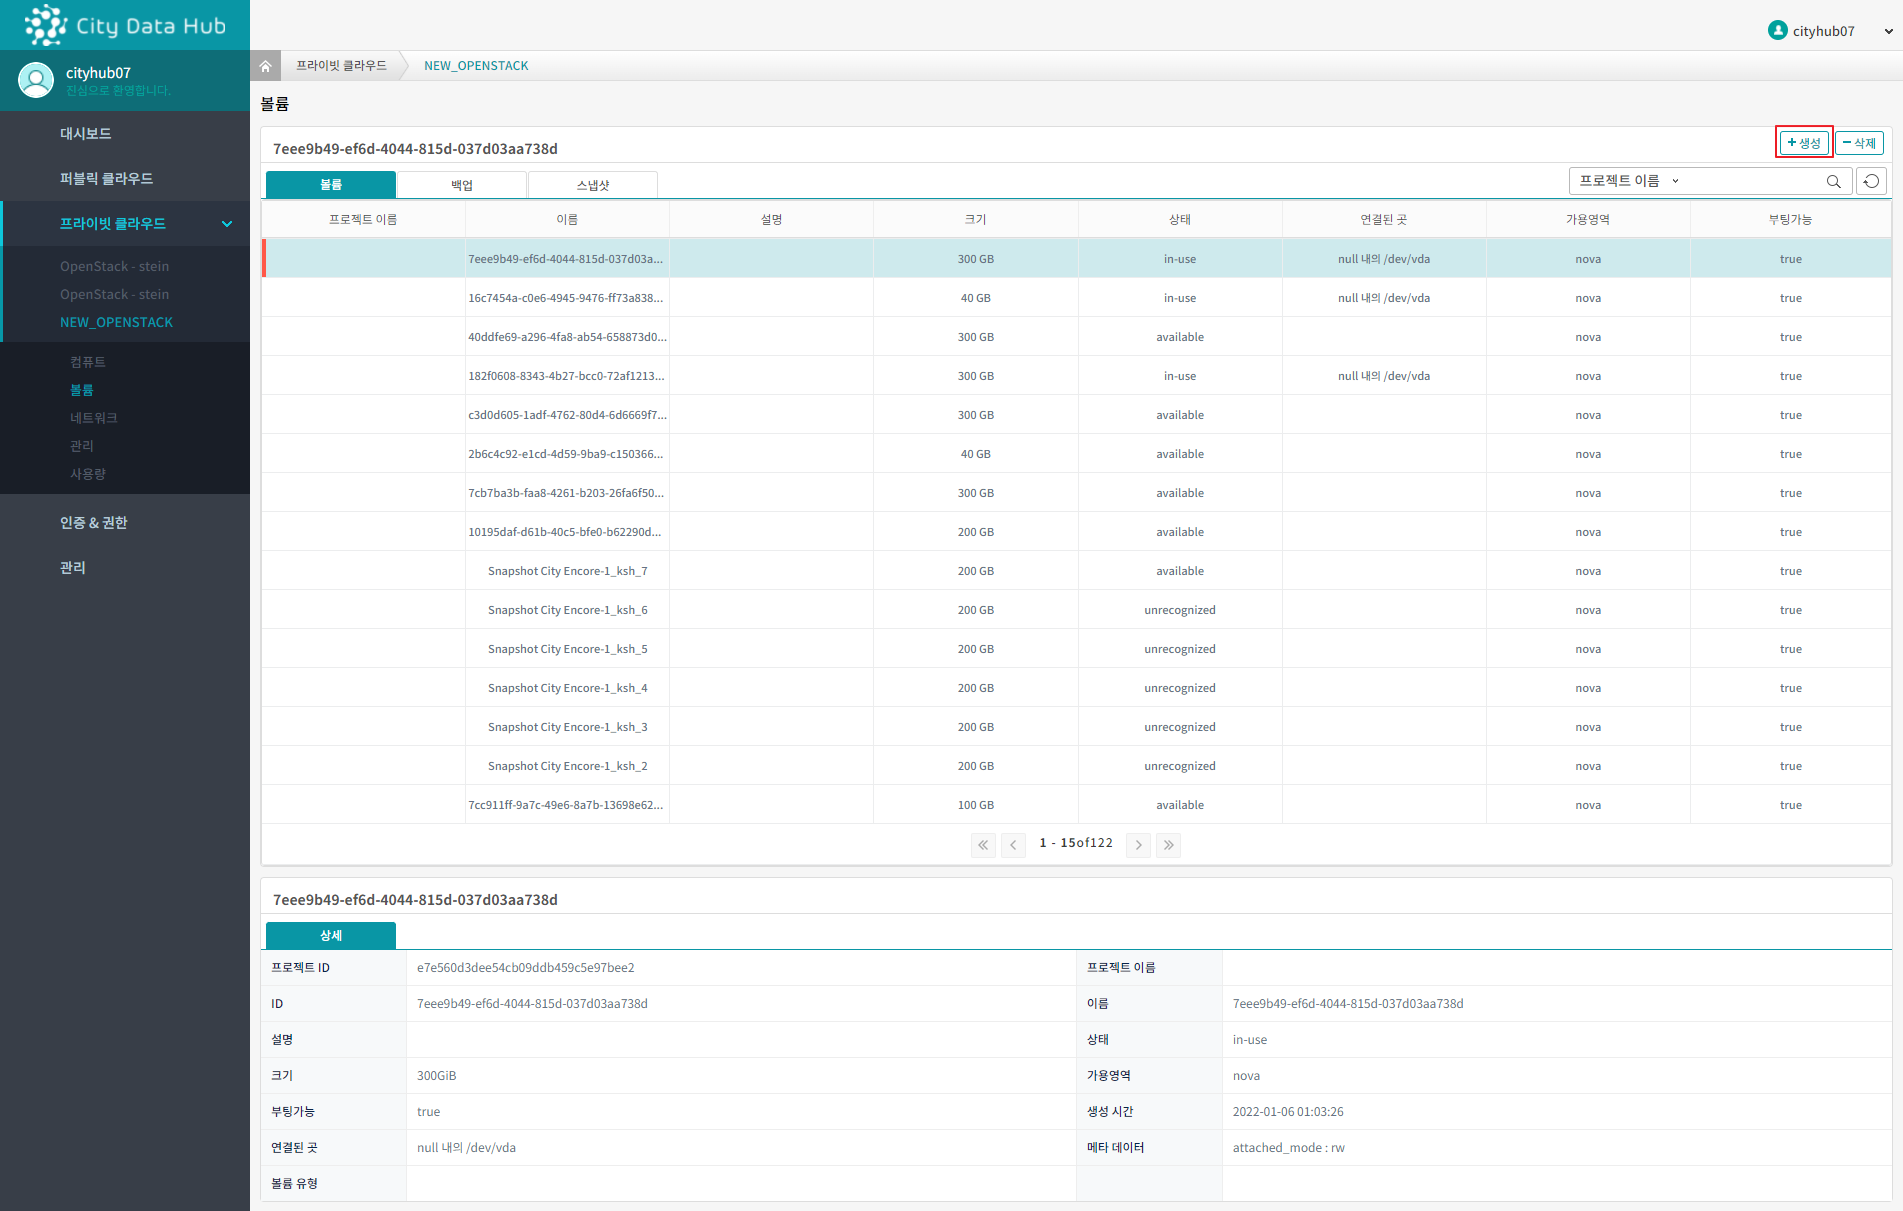 City Data Hub
cityhub07
cityhub07
진심으로 환영합니다.
대시보드
퍼블릭 클라우드
프라이빗 클라우드
OpenStack - stein
OpenStack - stein
NEW_OPENSTACK
컴퓨트
볼륨
네트워크
관리
사용량
인증 & 권한
관리
프라이빗 클라우드 NEW_OPENSTACK
볼륨
7eee9b49-ef6d-4044-815d-037d03aa738d
+ 생성 − 삭제
볼륨 백업 스냅샷 프로젝트 이름
프로젝트 이름 이름 설명 크기 상태 연결된 곳 가용영역 부팅가능
7eee9b49-ef6d-4044-815d-037d03a... 300 GB in-use null 내의 /dev/vda nova true
16c7454a-c0e6-4945-9476-ff73a838... 40 GB in-use null 내의 /dev/vda nova true
40ddfe69-a296-4fa8-ab54-658873d0... 300 GB available nova true
182f0608-8343-4b27-bcc0-72af1213... 300 GB in-use null 내의 /dev/vda nova true
c3d0d605-1adf-4762-80d4-6d6669f7... 300 GB available nova true
2b6c4c92-e1cd-4d59-9ba9-c150366... 40 GB available nova true
7cb7ba3b-faa8-4261-b203-26fa6f50... 300 GB available nova true
10195daf-d61b-40c5-bfe0-b62290d... 200 GB available nova true
Snapshot City Encore-1_ksh_7 200 GB available nova true
Snapshot City Encore-1_ksh_6 200 GB unrecognized nova true
Snapshot City Encore-1_ksh_5 200 GB unrecognized nova true
Snapshot City Encore-1_ksh_4 200 GB unrecognized nova true
Snapshot City Encore-1_ksh_3 200 GB unrecognized nova true
Snapshot City Encore-1_ksh_2 200 GB unrecognized nova true
7cc911ff-9a7c-49e6-8a7b-13698e62... 100 GB available nova true
1 - 15of122
7eee9b49-ef6d-4044-815d-037d03aa738d
상세
프로젝트 ID e7e560d3dee54cb09ddb459c5e97bee2 프로젝트 이름
ID 7eee9b49-ef6d-4044-815d-037d03aa738d 이름 7eee9b49-ef6d-4044-815d-037d03aa738d
설명 상태 in-use
크기 300GiB 가용영역 nova
부팅가능 true 생성 시간 2022-01-06 01:03:26
연결된 곳 null 내의 /dev/vda 메타 데이터 attached_mode : rw
볼륨 유형